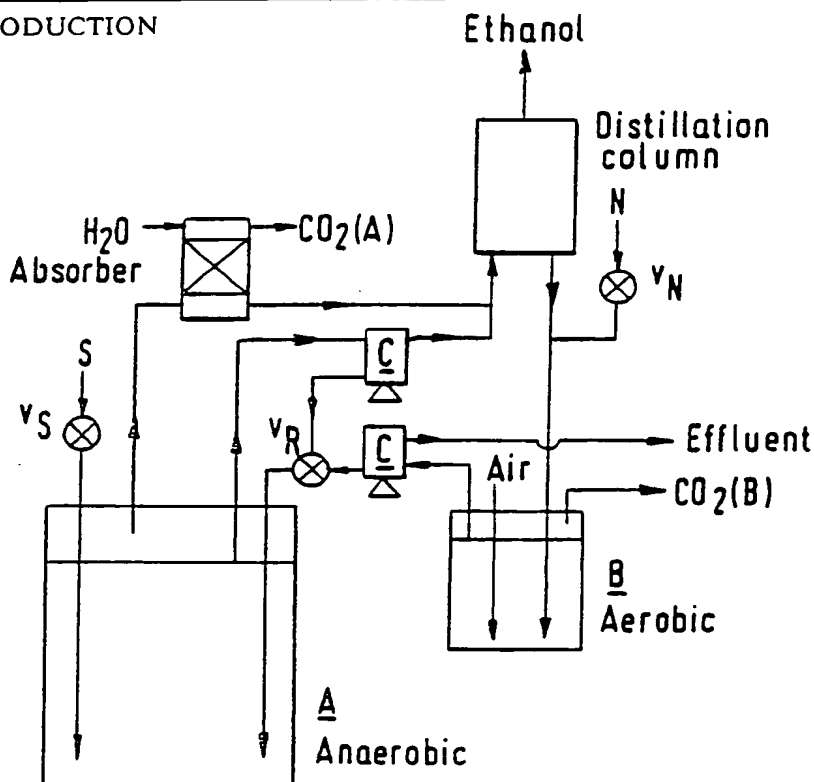 ODUCTION
Ethanol
Distillation
column
N
vN
H2O
CO2(A)
Absorber
C
S
vS
vR
C
Effluent
Air
CO2(B)
B
Aerobic
A
Anaerobic